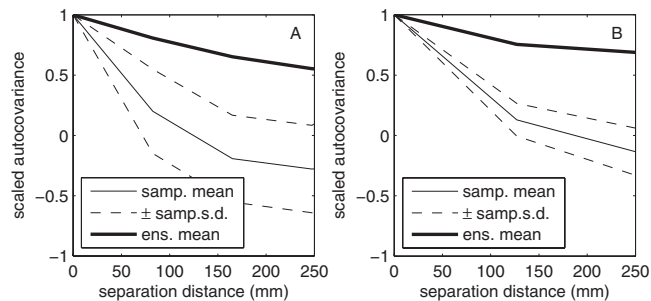 A
scaled autocovariance
1
0.5
0
−0.5
−1
samp. mean
± samp.s.d.
ens. mean
0 50 100 150 200 250
separation distance (mm)
B
scaled autocovariance
1
0.5
0
−0.5
−1
samp. mean
± samp.s.d.
ens. mean
0 50 100 150 200 250
separation distance (mm)